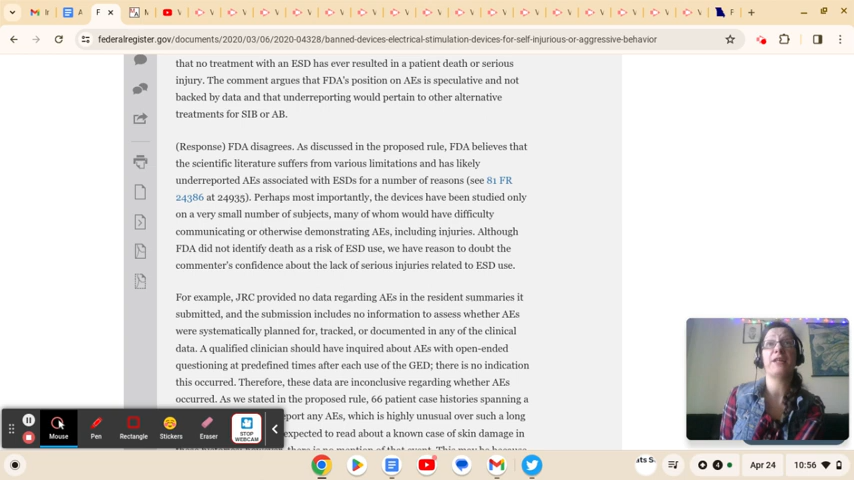 federalregister.gov/documents/2020/03/06/2020-04328/banned-devices-electrical-stimulation-devices-for-self-injurious-or-aggressive-behavior
that no treatment with an ESD has ever resulted in a patient death or serious
injury. The comment argues that FDA's position on AEs is speculative and not
backed by data and that underreporting would pertain to other alternative
treatments for SIB or AB.
(Response) FDA disagrees. As discussed in the proposed rule, FDA believes that
the scientific literature suffers from various limitations and has likely
underreported AEs associated with ESDs for a number of reasons (see 81 FR
24386 at 24935). Perhaps most importantly, the devices have been studied only
on a very small number of subjects, many of whom would have difficulty
communicating or otherwise demonstrating AEs, including injuries. Although
FDA did not identify death as a risk of ESD use, we have reason to doubt the
commenter's confidence about the lack of serious injuries related to ESD use.
For example, JRC provided no data regarding AEs in the resident summaries it
submitted, and the submission includes no information to assess whether AEs
were systematically planned for, tracked, or documented in any of the clinical
data. A qualified clinician should have inquired about AEs with open-ended
questioning at predefined times after each use of the GED; there is no indication
this occurred. Therefore, these data are inconclusive regarding whether AEs
occurred. As we stated in the proposed rule, 66 patient case histories spanning a
eport any AEs, which is highly unusual over such a long
expected to read about a known case of skin damage in
there is no mention of that event. This may be because
Mouse
Pen
Rectangle
Stickers
Eraser
STOP
WEBCAM
Apr 24
10:56